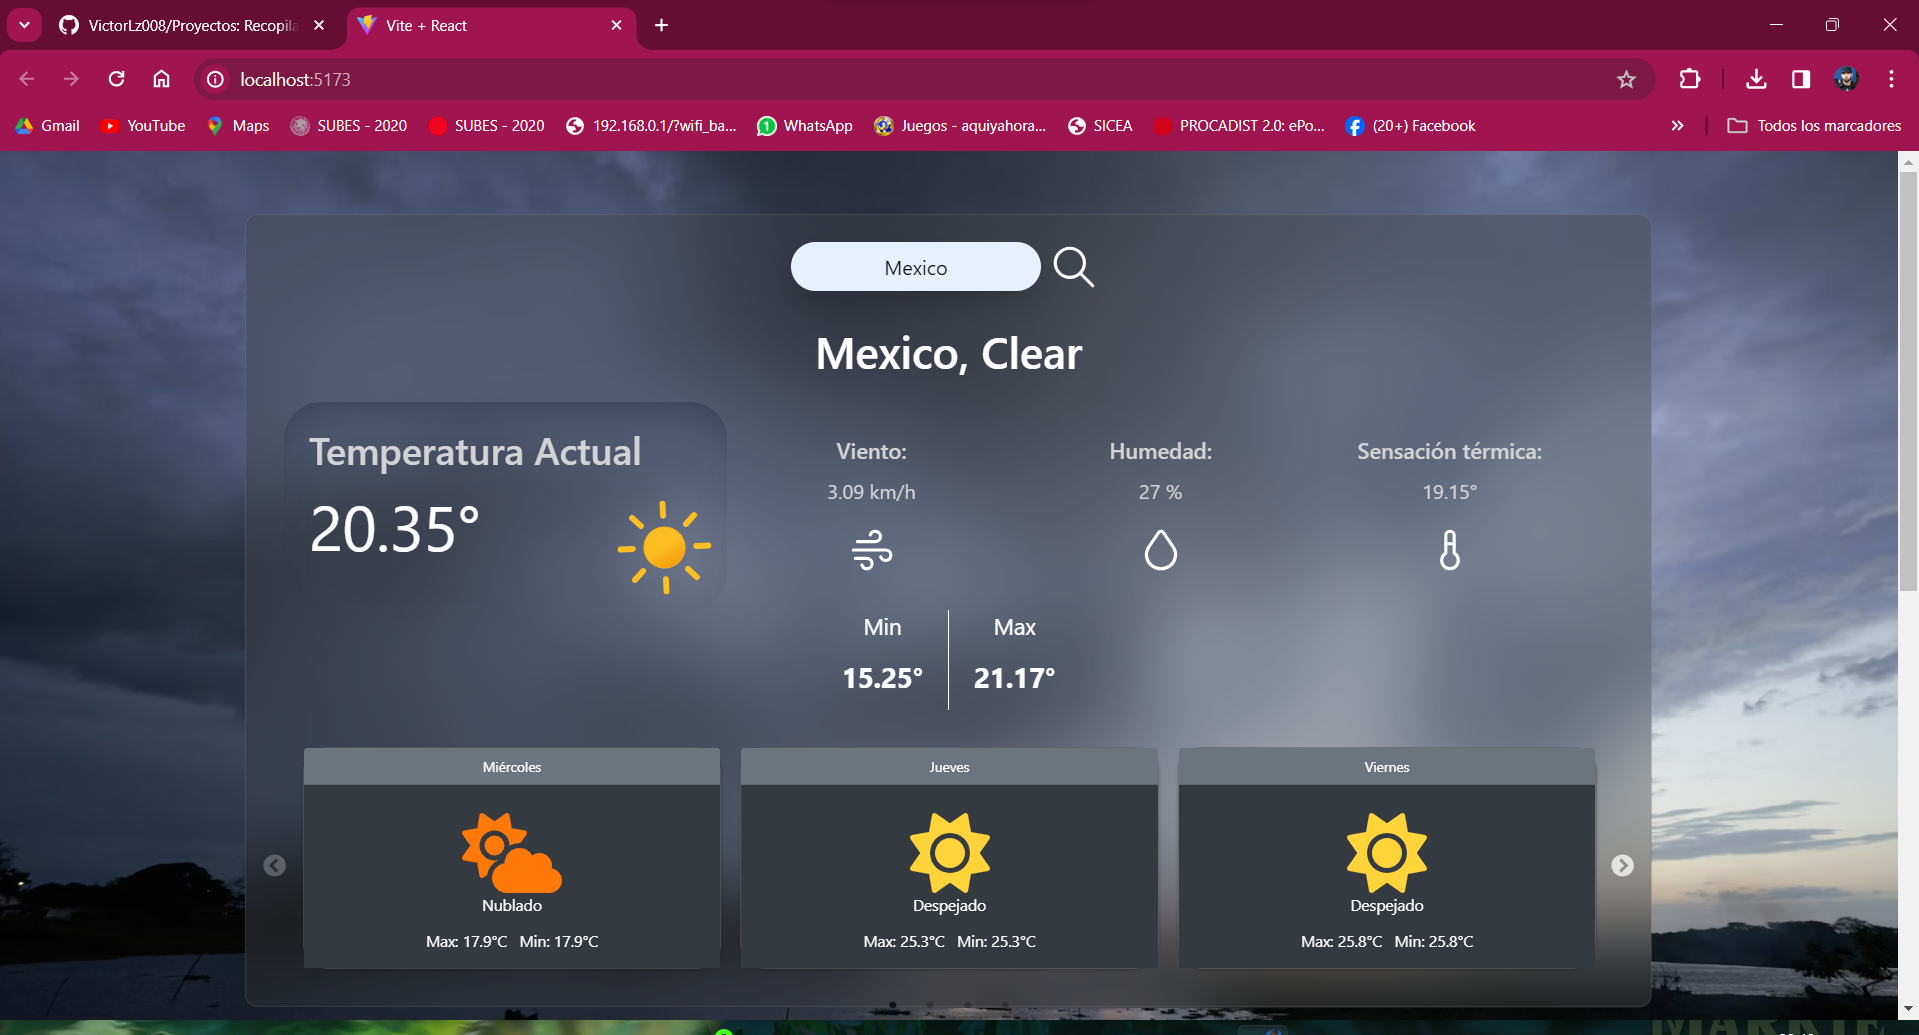 VictorLz008/Proyectos: Recopila
Vite + React
localhost:5173
Gmail
YouTube
Maps
SUBES - 2020
SUBES - 2020
192.168.0.1/?wifi_ba...
WhatsApp
Juegos - aquiyahora...
SICEA
PROCADIST 2.0: ePo...
(20+) Facebook
Todos los marcadores
Mexico
Mexico, Clear
Temperatura Actual
20.35°
Viento:
3.09 km/h
Humedad:
27 %
Sensación térmica:
19.15°
Min
15.25°
Max
21.17°
Miércoles
Nublado
Max: 17.9°C Min: 17.9°C
Jueves
Despejado
Max: 25.3°C Min: 25.3°C
Viernes
Despejado
Max: 25.8°C Min: 25.8°C